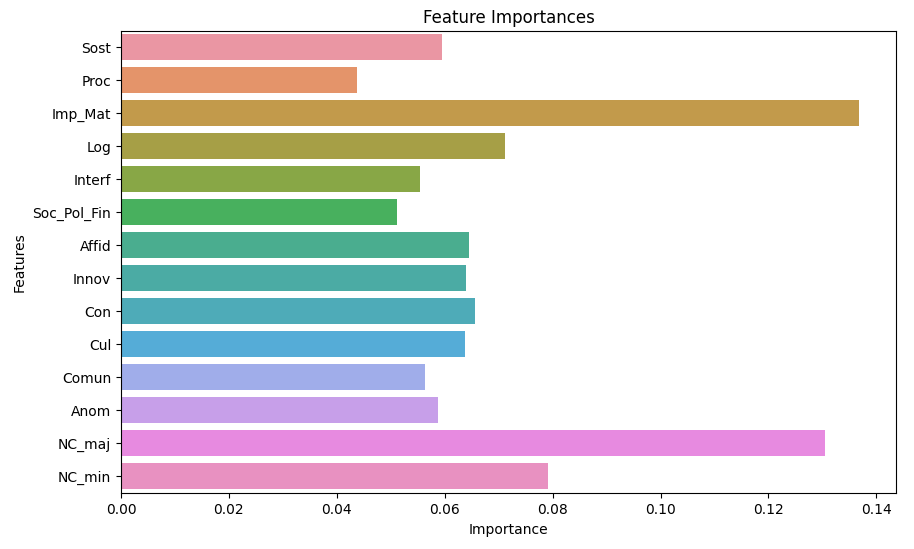 Feature Importances
Sost
Proc
Imp_Mat
Log
Interf
Soc_Pol_Fin
Affid
Innov
Con
Cul
Comun
Anom
NC_maj
NC_min
Features
0.00 0.02 0.04 0.06 0.08 0.10 0.12 0.14
Importance